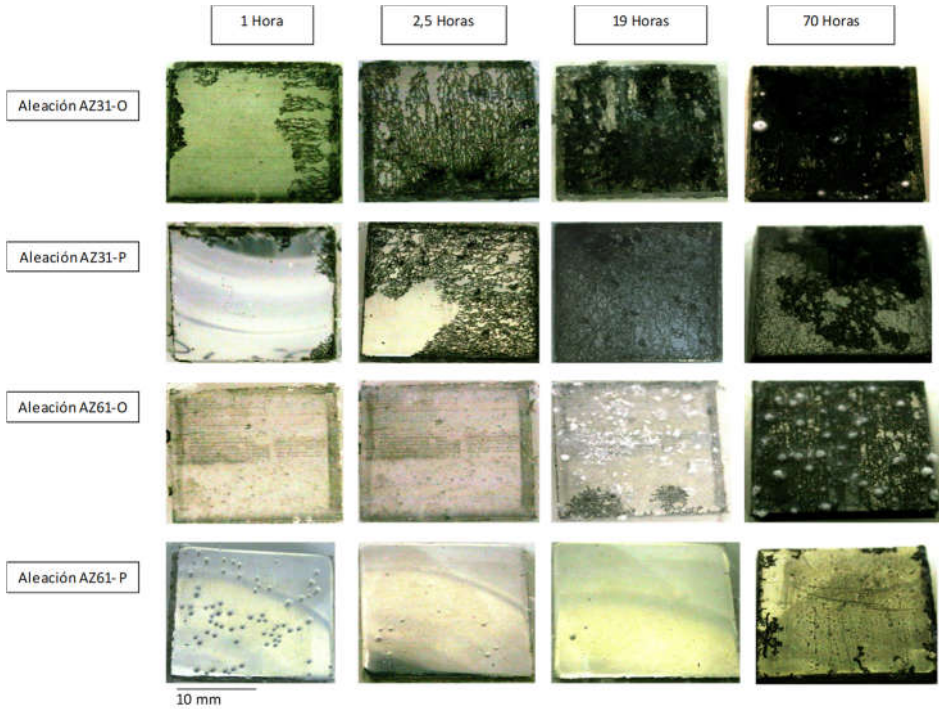 1 Hora
2,5 Horas
19 Horas
70 Horas
Aleación AZ31-O
Aleación AZ31-P
Aleación AZ61-O
Aleación AZ61- P
10 mm